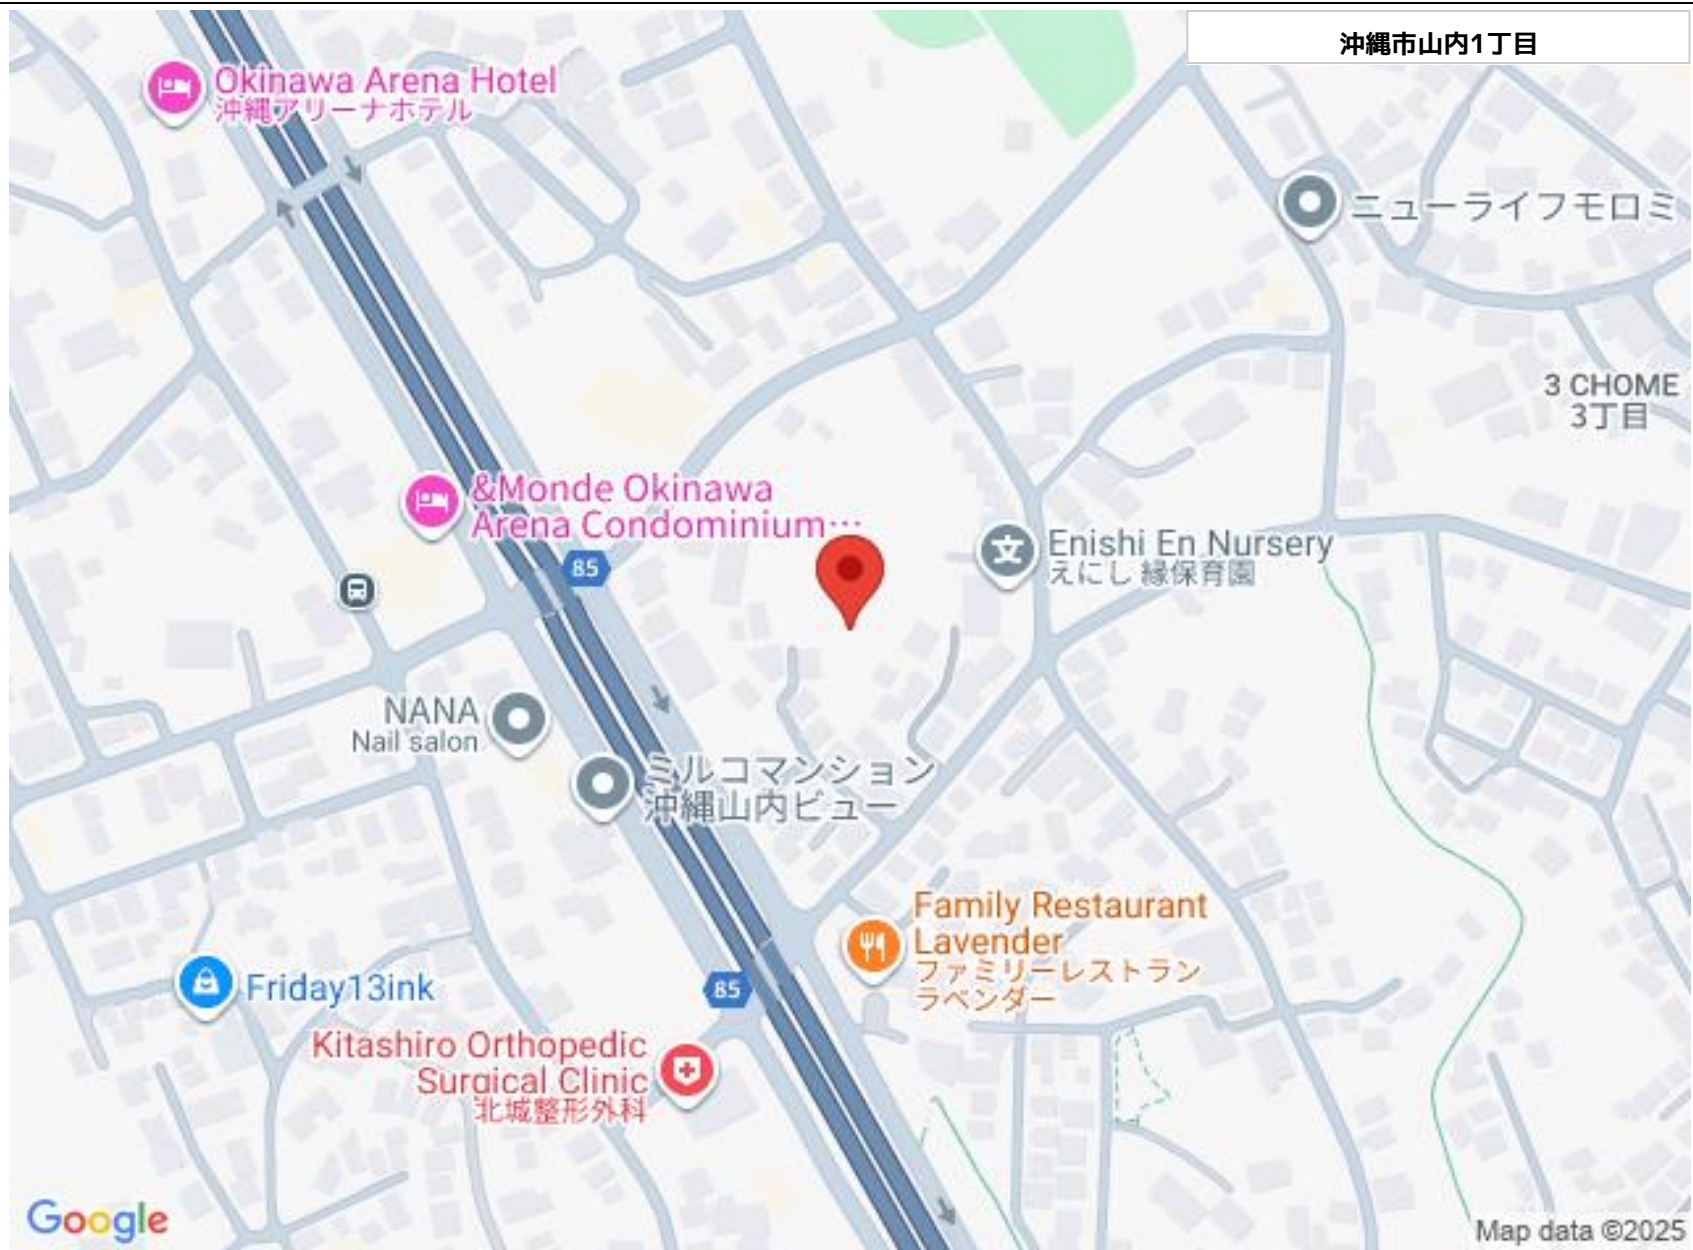 沖縄市山内1丁目
Okinawa Arena Hotel
沖縄アリーナホテル
ニューライフモロミ
3 CHOME
3丁目
&Monde Okinawa
Arena Condominium…
85
Enishi En Nursery
えにし 縁保育園
NANA
Nail salon
ミルコマンション
沖縄山内ビュー
Family Restaurant
Lavender
ファミリーレストラン
ラベンダー
Friday13ink
85
Kitashiro Orthopedic
Surgical Clinic
北城整形外科
Google
Map data ©2025